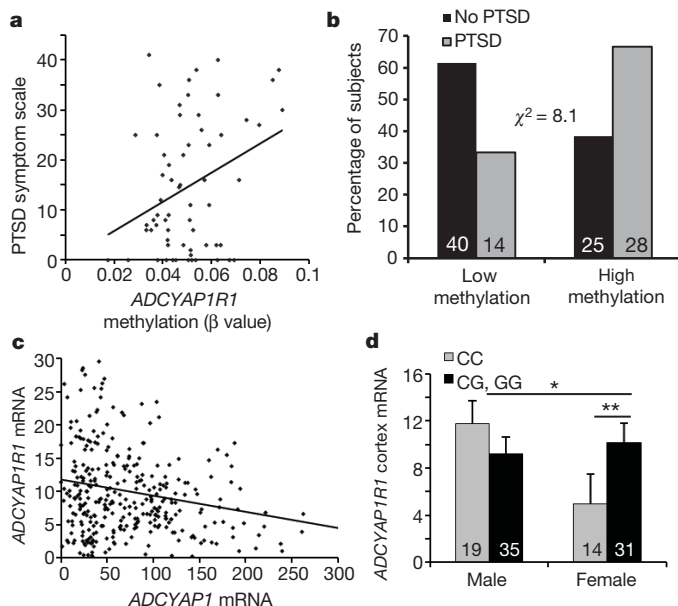 a
PTSD symptom scale
40
30
20
10
0
0 0.02 0.04 0.06 0.08 0.1
ADCYAP1R1
methylation (β value)
b
No PTSD
PTSD
Percentage of subjects
70
60
50
40
30
20
10
0
χ² = 8.1
40 14 25 28
Low
methylation
High
methylation
c
ADCYAP1R1 mRNA
30
25
20
15
10
5
0
0 50 100 150 200 250 300
ADCYAP1 mRNA
d
CC
CG, GG
ADCYAP1R1 cortex mRNA
16
12
8
4
*
**
19 35 14 31
Male Female